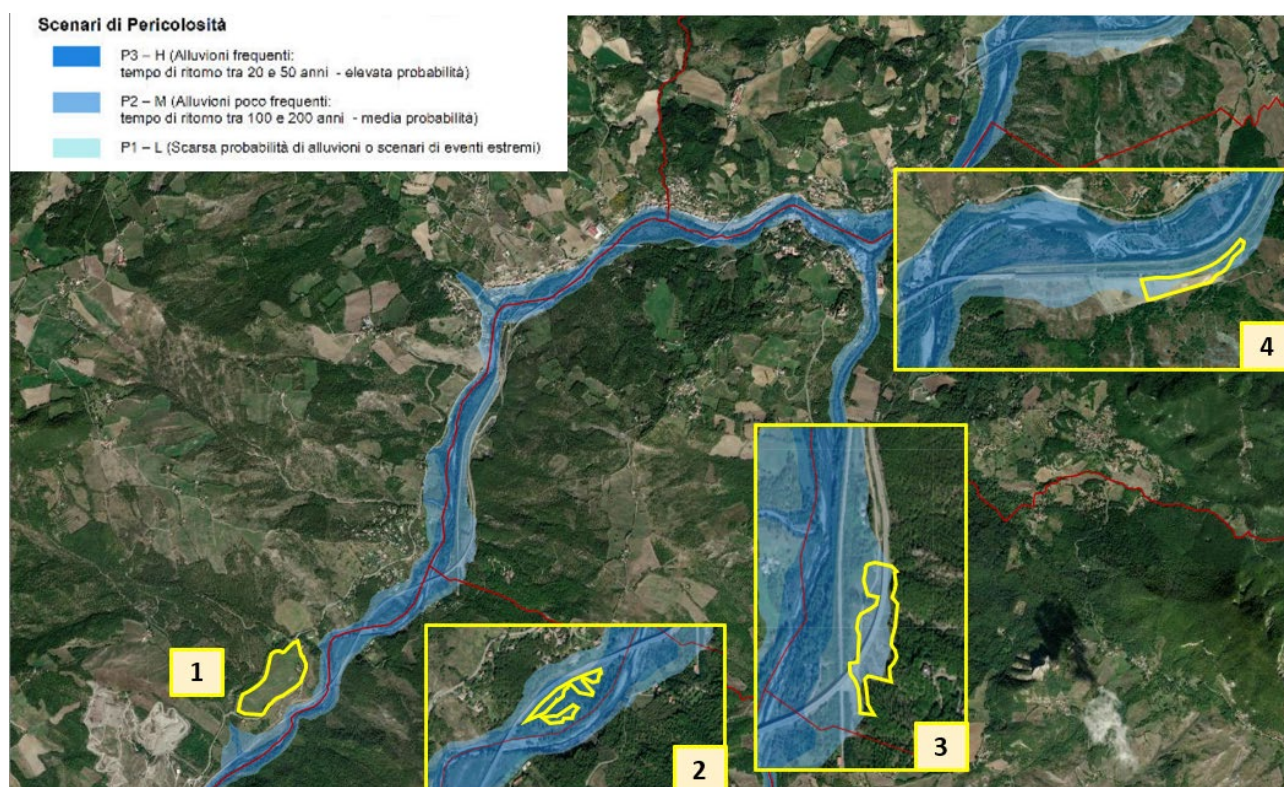 Scenari di Pericolosità
P3 – H (Alluvioni frequenti:
tempo di ritorno tra 20 e 50 anni - elevata probabilità)
P2 – M (Alluvioni poco frequenti:
tempo di ritorno tra 100 e 200 anni - media probabilità)
P1 – L (Scarsa probabilità di alluvioni o scenari di eventi estremi)
4
1
2
3